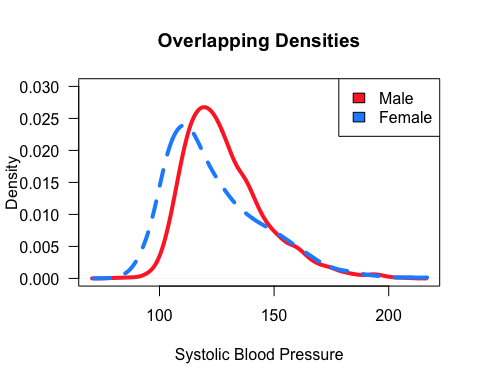 Overlapping Densities
Male
Female
0.030
0.025
0.020
0.015
0.010
0.005
0.000
Density
100
150
200
Systolic Blood Pressure